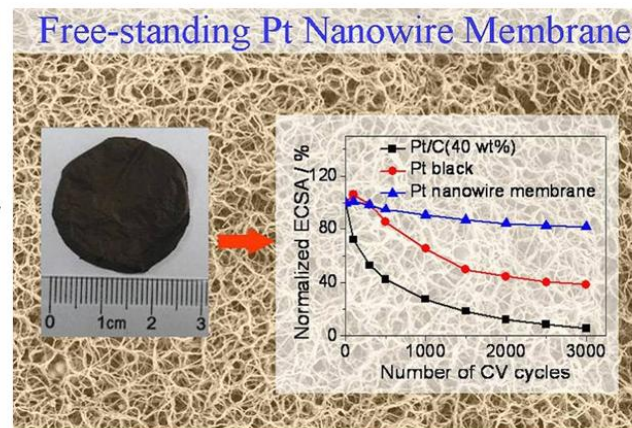 Free-standing Pt Nanowire Membrane
Pt/C(40 wt%)
Pt black
Pt nanowire membrane
Normalized ECSA / %
120
80
40
0
0 1000 2000 3000
Number of CV cycles
0 1cm 2 3